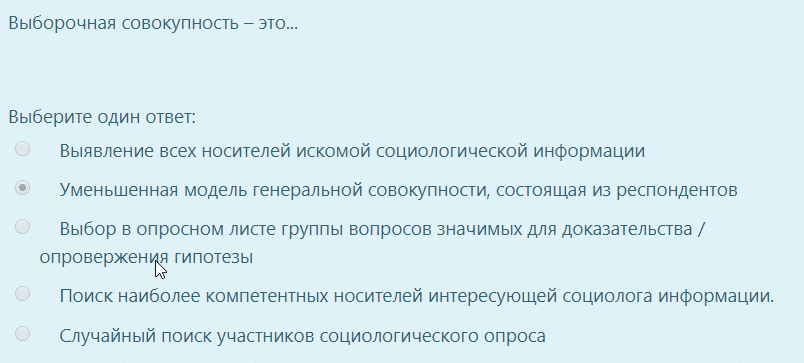 Выборочная совокупность – это...
Выберите один ответ:
Выявление всех носителей искомой социологической информации
Уменьшенная модель генеральной совокупности, состоящая из респондентов
Выбор в опросном листе группы вопросов значимых для доказательства /
опровержения гипотезы
Поиск наиболее компетентных носителей интересующей социолога информации.
Случайный поиск участников социологического опроса